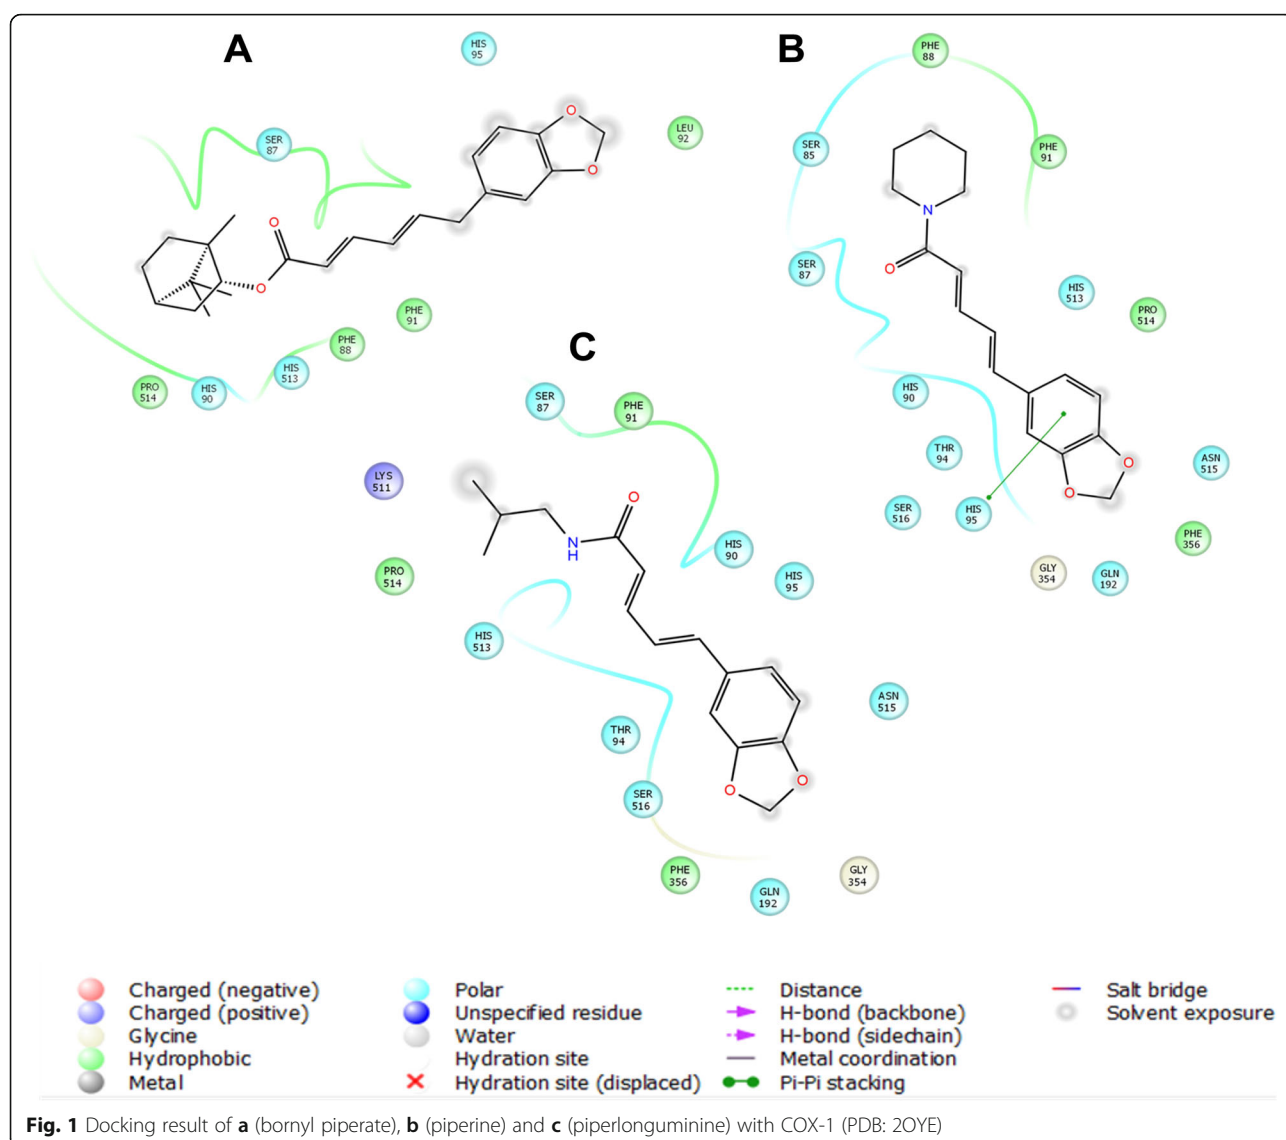 A
HIS
95
B
PHE
88
SER
87
LEU
92
SER
85
PHE
91
O
O
O
O
N
O
SER
87
HIS
513
PRO
514
PHE
91
PHE
88
HIS
513
PRO
514
HIS
90
C
SER
87
PHE
91
HIS
90
THR
94
ASN
515
LYS
511
O
O
O
SER
516
HIS
95
PHE
356
N
H
HIS
90
GLY
354
GLN
192
PRO
514
HIS
95
HIS
513
ASN
515
THR
94
O
O
SER
516
PHE
356
GLN
192
GLY
354
Charged (negative) Polar Distance Salt bridge
Charged (positive) Unspecified residue H-bond (backbone) Solvent exposure
Glycine Water H-bond (sidechain)
Hydrophobic Hydration site Metal coordination
Metal Hydration site (displaced) Pi-Pi stacking
Fig. 1 Docking result of a (bornyl piperate), b (piperine) and c (piperlonguminine) with COX-1 (PDB: 2OYE)